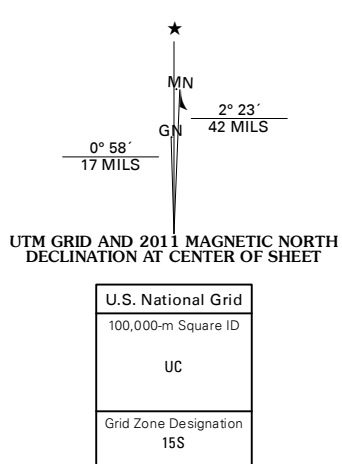 ★
MN
GN
2° 23´
42 MILS
0° 58´
17 MILS
UTM GRID AND 2011 MAGNETIC NORTH
DECLINATION AT CENTER OF SHEET
U.S. National Grid
100,000-m Square ID
UC
Grid Zone Designation
15S